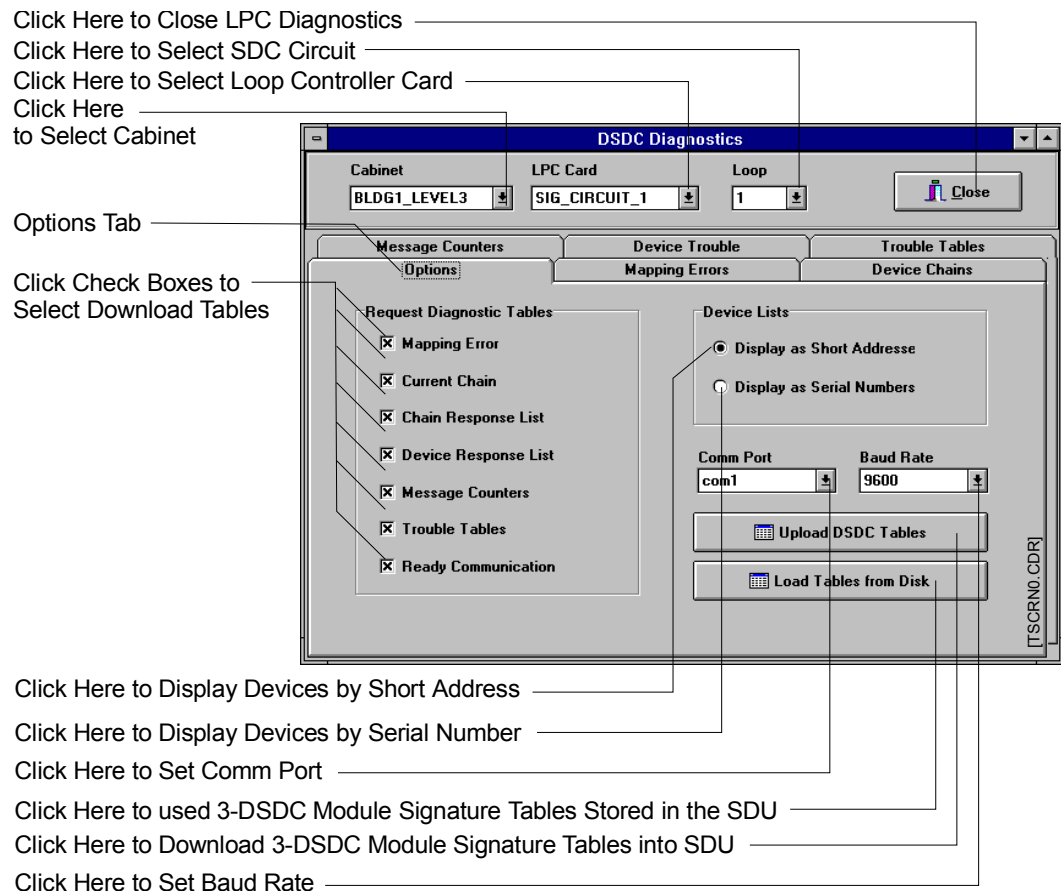 Click Here to Close LPC Diagnostics
Click Here to Select SDC Circuit
Click Here to Select Loop Controller Card
Click Here
to Select Cabinet
DSDC Diagnostics
Cabinet LPC Card Loop
BLDG1_LEVEL3 SIG_CIRCUIT_1 1 Close
Options Tab
Message Counters Device Trouble Trouble Tables
Options Mapping Errors Device Chains
Click Check Boxes to
Select Download Tables
Request Diagnostic Tables
Mapping Error
Current Chain
Chain Response List
Device Response List
Message Counters
Trouble Tables
Ready Communication
Device Lists
Display as Short Addresse
Display as Serial Numbers
Comm Port Baud Rate
com1 9600
Upload DSDC Tables
Load Tables from Disk
[TSCRN0.CDR]
Click Here to Display Devices by Short Address
Click Here to Display Devices by Serial Number
Click Here to Set Comm Port
Click Here to used 3-DSDC Module Signature Tables Stored in the SDU
Click Here to Download 3-DSDC Module Signature Tables into SDU
Click Here to Set Baud Rate